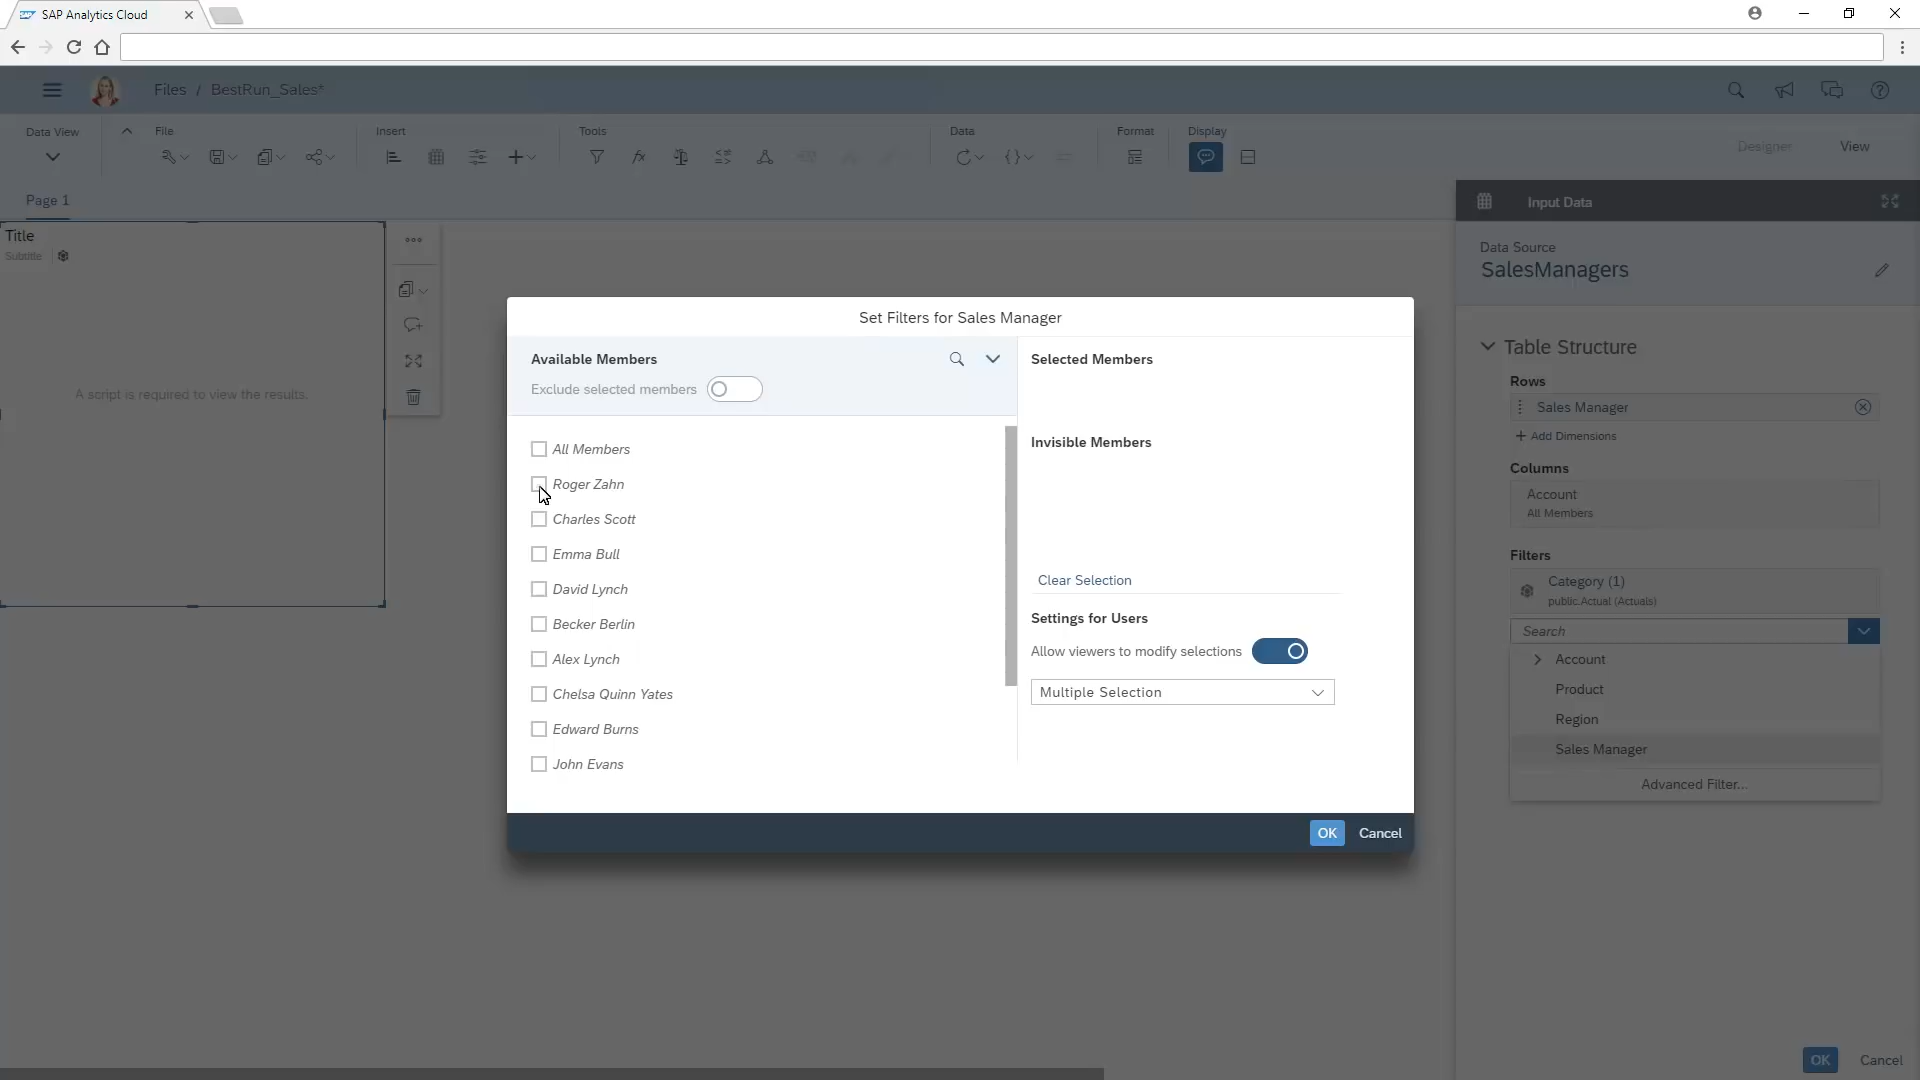 SAP Analytics Cloud
Files / BestRun_Sales*
Data View
File
Insert
Tools
Data
Format
Display
Designer
View
Page 1
Title
Subtitle
A script is required to view the results.
Set Filters for Sales Manager
Available Members
Exclude selected members
All Members
Roger Zahn
Charles Scott
Emma Bull
David Lynch
Becker Berlin
Alex Lynch
Chelsa Quinn Yates
Edward Burns
John Evans
Selected Members
Invisible Members
Clear Selection
Settings for Users
Allow viewers to modify selections
Multiple Selection
OK
Cancel
Input Data
Data Source
SalesManagers
Table Structure
Rows
Sales Manager
+ Add Dimensions
Columns
Account
All Members
Filters
Category (1)
public.Actual (Actuals)
Search
Account
Product
Region
Sales Manager
Advanced Filter...
OK
Cancel